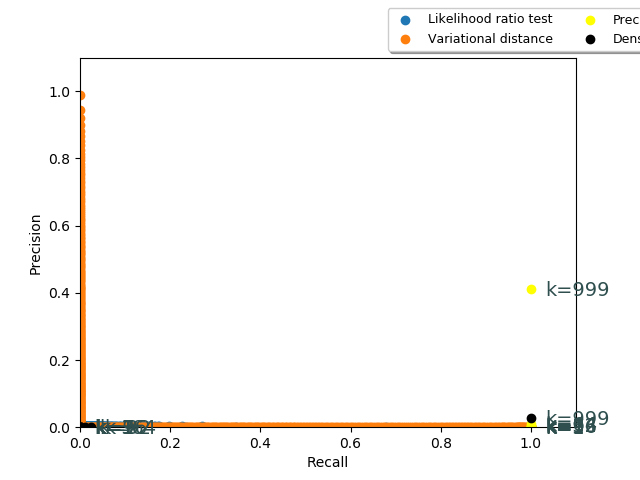 Likelihood ratio test
Variational distance
Prec
Dens
1.0
0.8
0.6
0.4
0.2
0.0
Precision
k=999
k=999
0.0 0.2 0.4 0.6 0.8 1.0
Recall